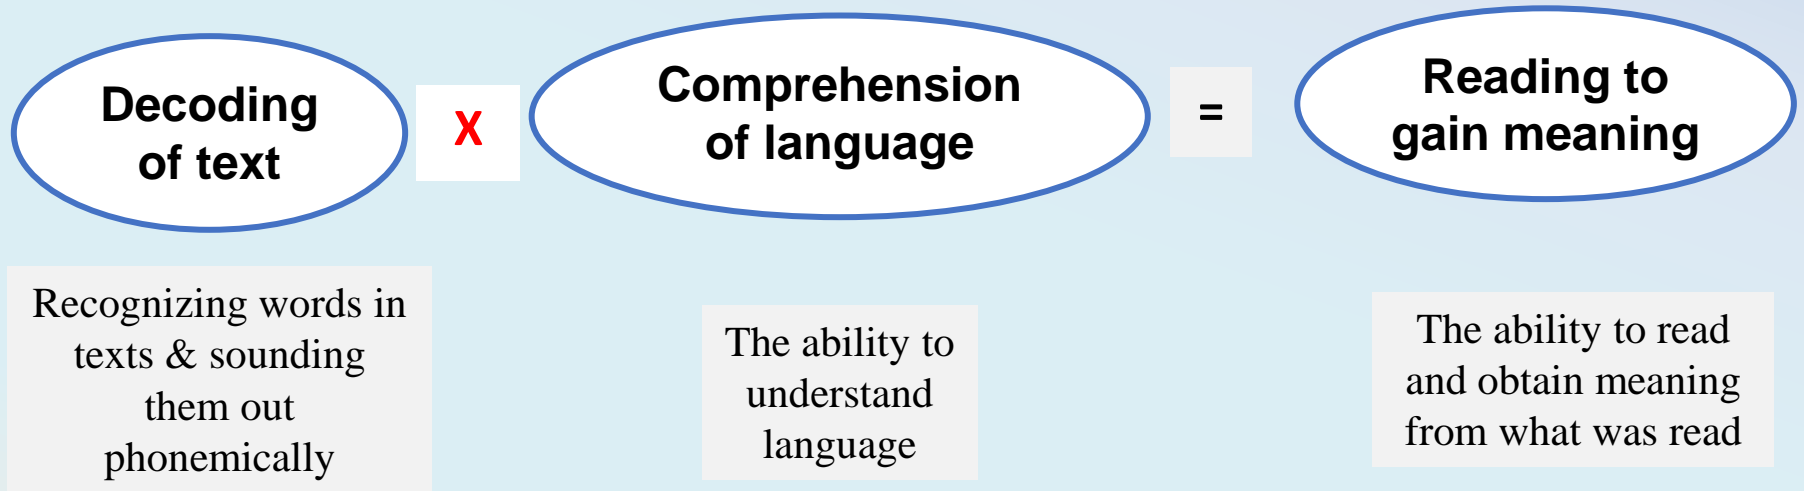 Decoding
of text
X
Comprehension
of language
=
Reading to
gain meaning
Recognizing words in
texts & sounding
them out
phonemically
The ability to
understand
language
The ability to read
and obtain meaning
from what was read